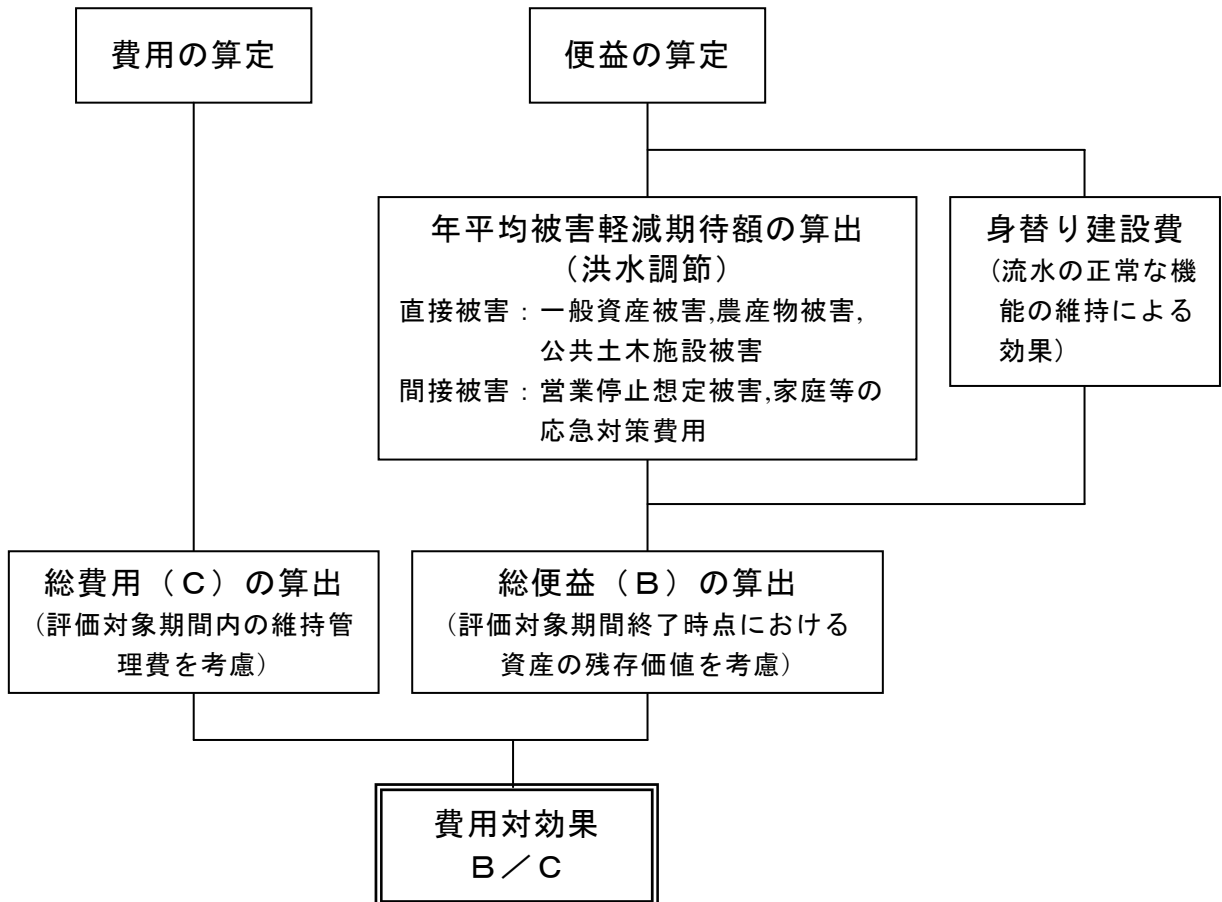 費用の算定
便益の算定
年平均被害軽減期待額の算出
（洪水調節）
直接被害：一般資産被害,農産物被害,
公共土木施設被害
間接被害：営業停止想定被害,家庭等の
応急対策費用
身替り建設費
（流水の正常な機
能の維持による
効果）
総費用（Ｃ）の算出
（評価対象期間内の維持管
理費を考慮）
総便益（Ｂ）の算出
（評価対象期間終了時点における
資産の残存価値を考慮）
費用対効果
Ｂ／Ｃ